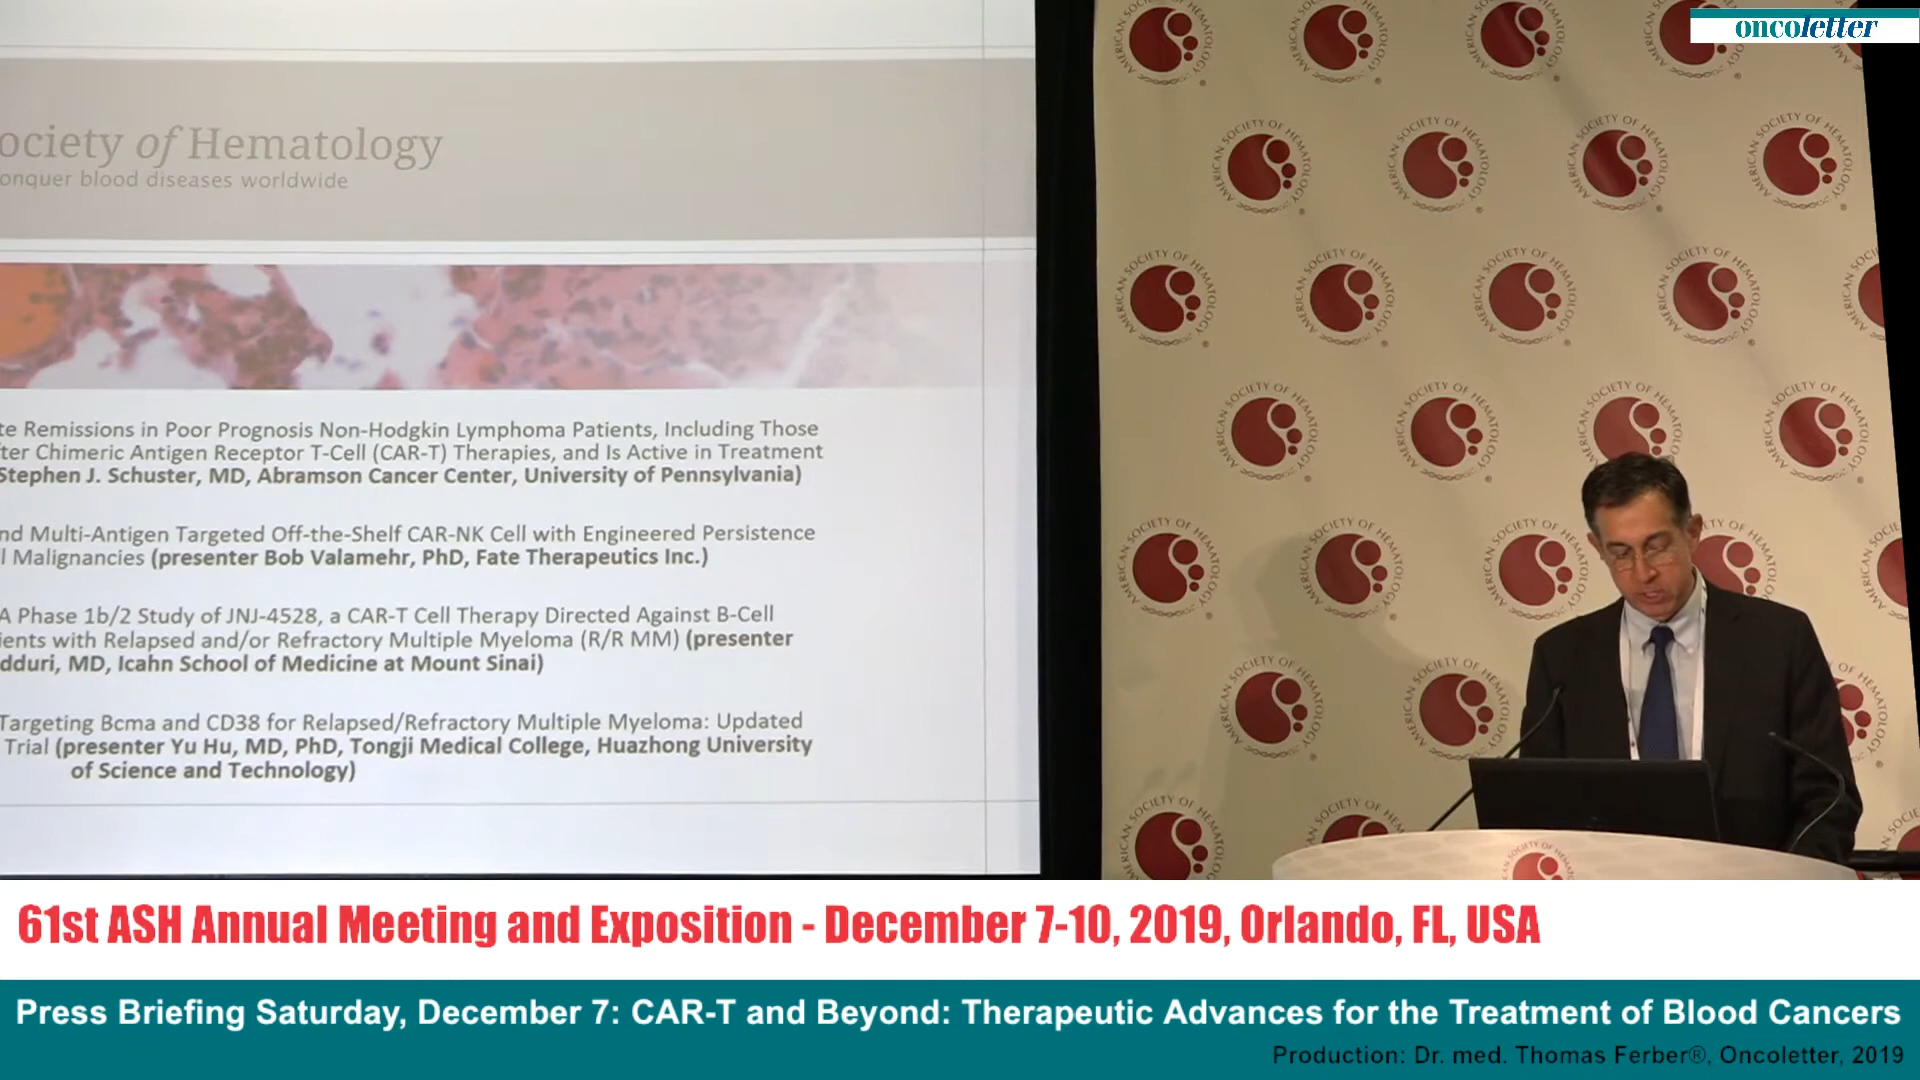 oncoletter
ociety of Hematology
onquer blood diseases worldwide
te Remissions in Poor Prognosis Non-Hodgkin Lymphoma Patients, Including Those
ter Chimeric Antigen Receptor T-Cell (CAR-T) Therapies, and Is Active in Treatment
Stephen J. Schuster, MD, Abramson Cancer Center, University of Pennsylvania)
nd Multi-Antigen Targeted Off-the-Shelf CAR-NK Cell with Engineered Persistence
l Malignancies (presenter Bob Valamehr, PhD, Fate Therapeutics Inc.)
A Phase 1b/2 Study of JNJ-4528, a CAR-T Cell Therapy Directed Against B-Cell
ients with Relapsed and/or Refractory Multiple Myeloma (R/R MM) (presenter
dduri, MD, Icahn School of Medicine at Mount Sinai)
Targeting Bcma and CD38 for Relapsed/Refractory Multiple Myeloma: Updated
Trial (presenter Yu Hu, MD, PhD, Tongji Medical College, Huazhong University
of Science and Technology)
AMERICAN SOCIETY OF HEMATOLOGY
61st ASH Annual Meeting and Exposition - December 7-10, 2019, Orlando, FL, USA
Press Briefing Saturday, December 7: CAR-T and Beyond: Therapeutic Advances for the Treatment of Blood Cancers
Production: Dr. med. Thomas Ferber®, Oncoletter, 2019